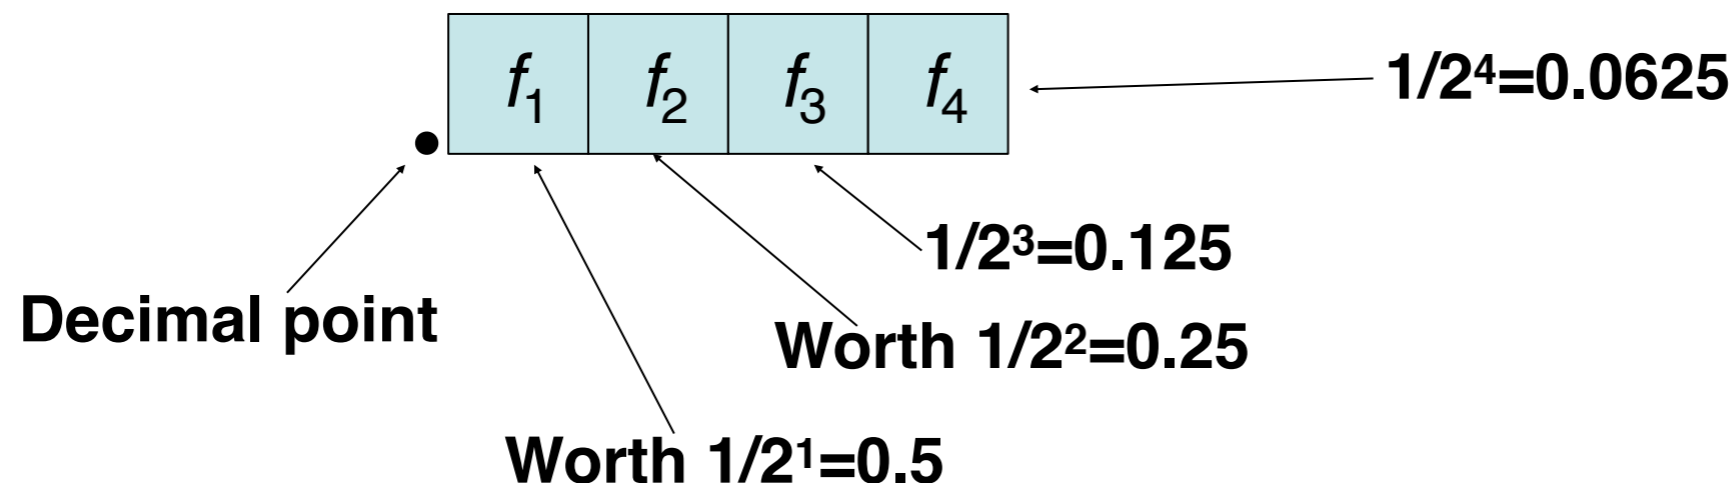 f₁ f₂ f₃ f₄
1/2⁴=0.0625
1/2³=0.125
Decimal point
Worth 1/2²=0.25
Worth 1/2¹=0.5